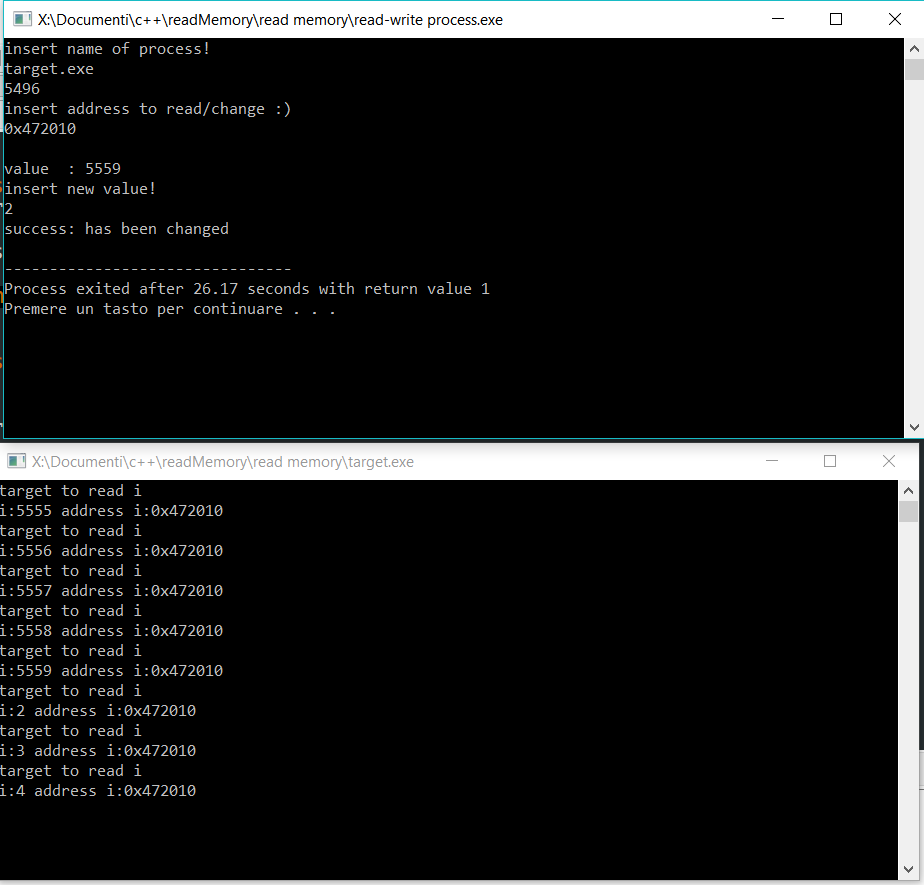 X:\Documenti\c++\readMemory\read memory\read-write process.exe
insert name of process!
target.exe
5496
insert address to read/change :)
0x472010
value  : 5559
insert new value!
2
success: has been changed
--------------------------------
Process exited after 26.17 seconds with return value 1
Premere un tasto per continuare . . .
X:\Documenti\c++\readMemory\read memory\target.exe
target to read i
i:5555 address i:0x472010
target to read i
i:5556 address i:0x472010
target to read i
i:5557 address i:0x472010
target to read i
i:5558 address i:0x472010
target to read i
i:5559 address i:0x472010
target to read i
i:2 address i:0x472010
target to read i
i:3 address i:0x472010
target to read i
i:4 address i:0x472010